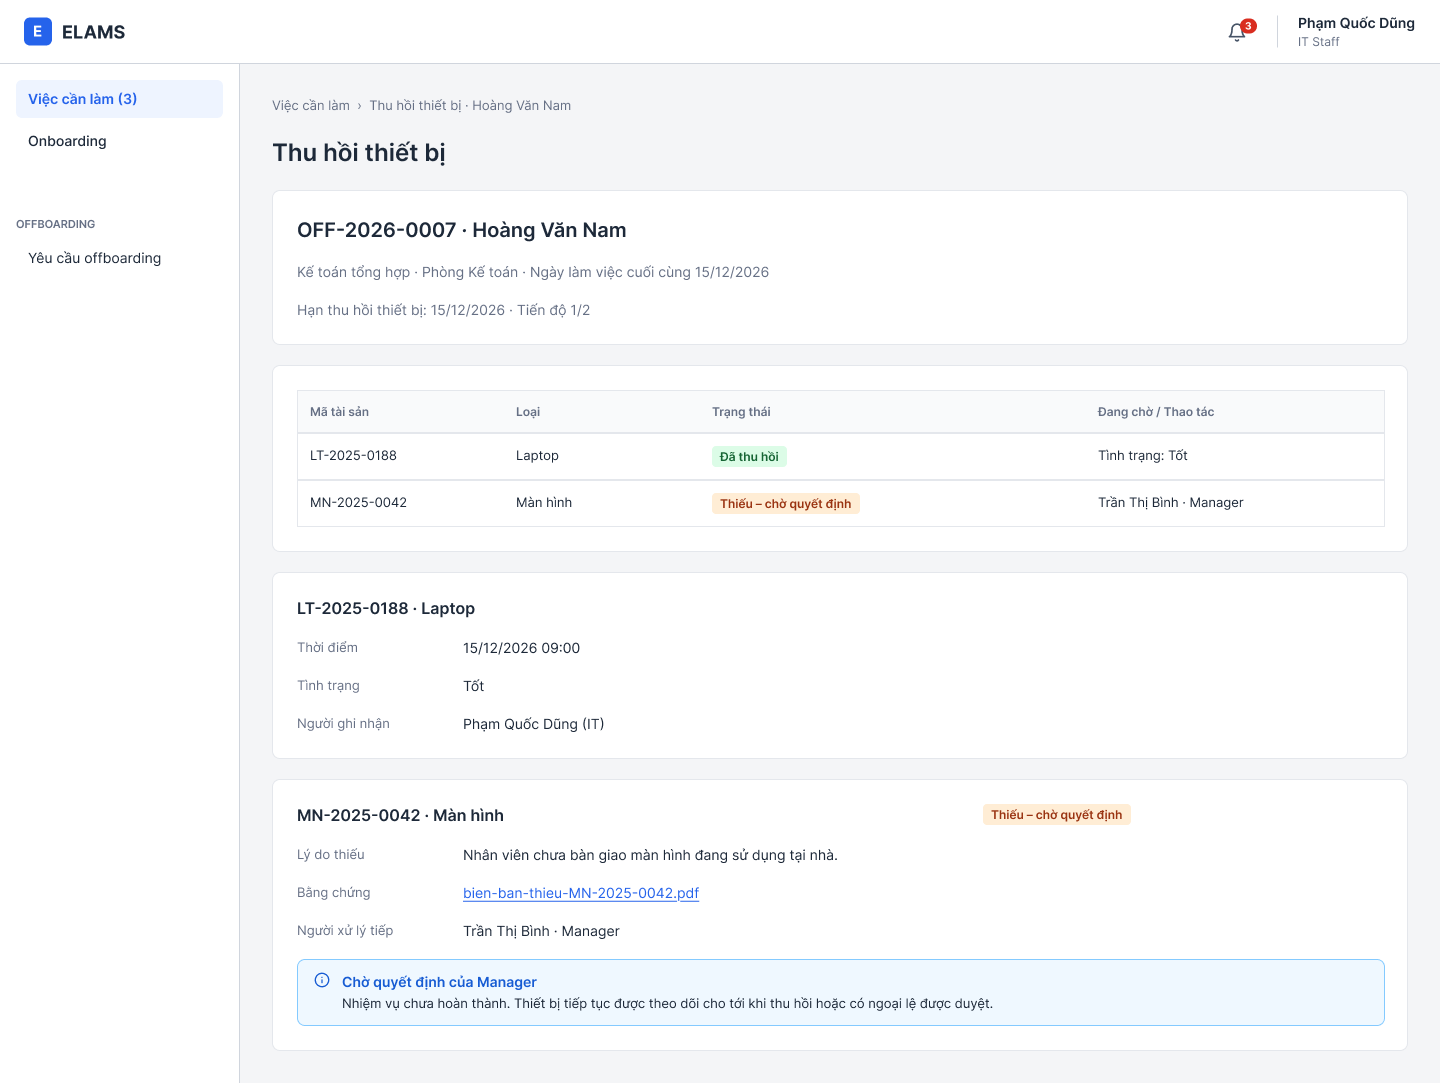 E ELAMS
3
Phạm Quốc Dũng
IT Staff
Việc cần làm (3)
Onboarding
OFFBOARDING
Yêu cầu offboarding
Việc cần làm › Thu hồi thiết bị · Hoàng Văn Nam
Thu hồi thiết bị
OFF-2026-0007 · Hoàng Văn Nam
Kế toán tổng hợp · Phòng Kế toán · Ngày làm việc cuối cùng 15/12/2026
Hạn thu hồi thiết bị: 15/12/2026 · Tiến độ 1/2
Mã tài sản Loại Trạng thái Đang chờ / Thao tác
LT-2025-0188 Laptop Đã thu hồi Tình trạng: Tốt
MN-2025-0042 Màn hình Thiếu – chờ quyết định Trần Thị Bình · Manager
LT-2025-0188 · Laptop
Thời điểm 15/12/2026 09:00
Tình trạng Tốt
Người ghi nhận Phạm Quốc Dũng (IT)
MN-2025-0042 · Màn hình Thiếu – chờ quyết định
Lý do thiếu Nhân viên chưa bàn giao màn hình đang sử dụng tại nhà.
Bằng chứng bien-ban-thieu-MN-2025-0042.pdf
Người xử lý tiếp Trần Thị Bình · Manager
Chờ quyết định của Manager
Nhiệm vụ chưa hoàn thành. Thiết bị tiếp tục được theo dõi cho tới khi thu hồi hoặc có ngoại lệ được duyệt.